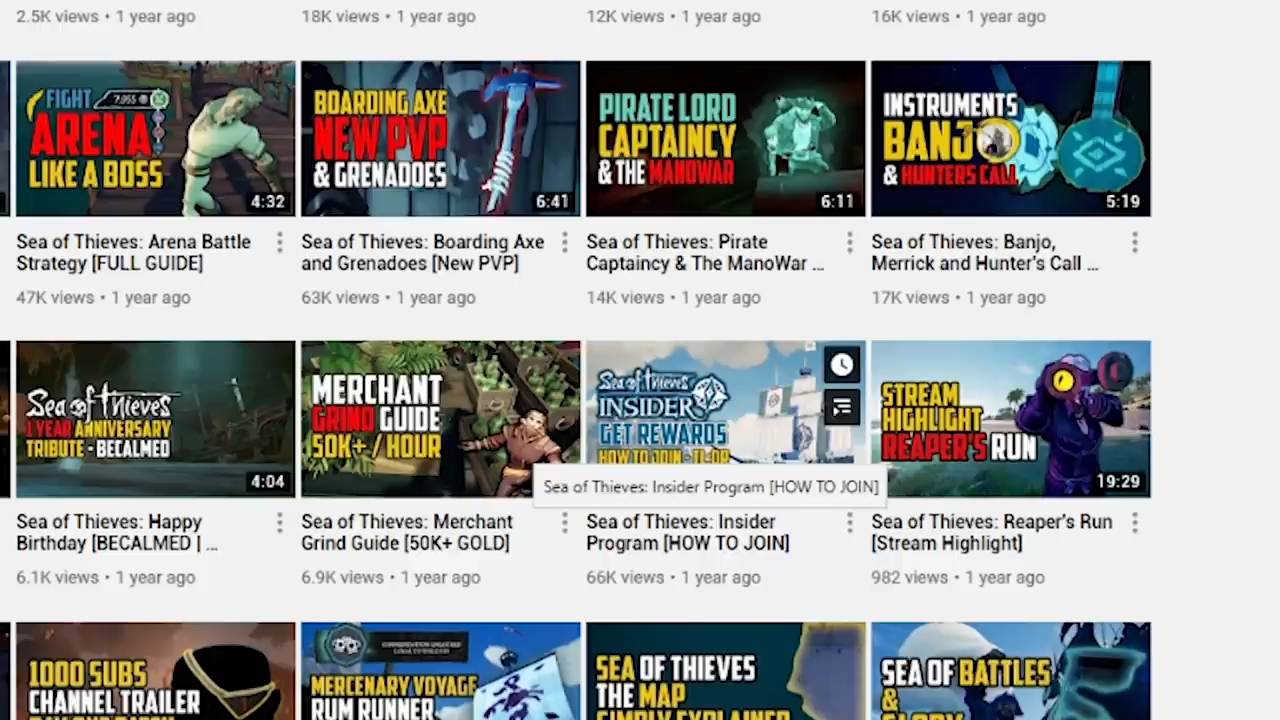 2.5K views • 1 year ago
18K views • 1 year ago
12K views • 1 year ago
16K views • 1 year ago
FIGHT
ARENA
LIKE A BOSS
4:32
BOARDING AXE
NEW PVP
& GRENADOES
6:41
PIRATE LORD
CAPTAINCY
& THE MANOWAR
6:11
INSTRUMENTS
BANJO
& HUNTERS CALL
5:19
Sea of Thieves: Arena Battle
Strategy [FULL GUIDE]
47K views • 1 year ago
Sea of Thieves: Boarding Axe
and Grenadoes [New PVP]
63K views • 1 year ago
Sea of Thieves: Pirate
Captaincy & The ManoWar ...
14K views • 1 year ago
Sea of Thieves: Banjo,
Merrick and Hunter's Call ...
17K views • 1 year ago
Sea of Thieves
1 YEAR ANNIVERSARY
TRIBUTE - BECALMED
4:04
MERCHANT
GRIND GUIDE
50K+ / HOUR
Sea of Thieves
INSIDER
GET REWARDS
HOW TO JOIN - TL-DR
Sea of Thieves: Insider Program [HOW TO JOIN]
STREAM
HIGHLIGHT
REAPER'S RUN
19:29
Sea of Thieves: Happy
Birthday [BECALMED | ...
6.1K views • 1 year ago
Sea of Thieves: Merchant
Grind Guide [50K+ GOLD]
6.9K views • 1 year ago
Sea of Thieves: Insider
Program [HOW TO JOIN]
66K views • 1 year ago
Sea of Thieves: Reaper's Run
[Stream Highlight]
982 views • 1 year ago
1000 SUBS
CHANNEL TRAILER
MERCENARY VOYAGE
RUM RUNNER
SEA OF THIEVES
THE MAP
SIMPLY EXPLAINED
SEA OF BATTLES
&
GLORY